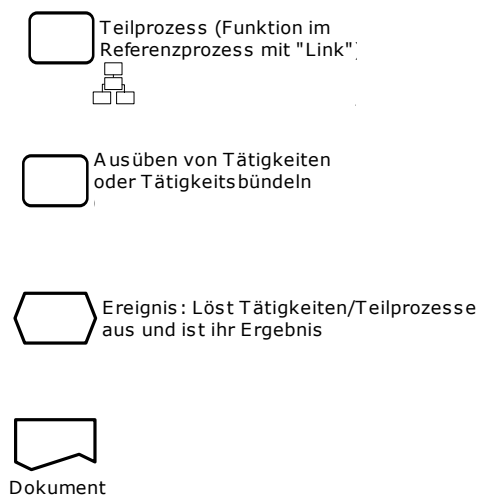 Teilprozess (Funktion im
Referenzprozess mit "Link")
Ausüben von Tätigkeiten
oder Tätigkeitsbündeln
Ereignis: Löst Tätigkeiten/Teilprozesse
aus und ist ihr Ergebnis
Dokument